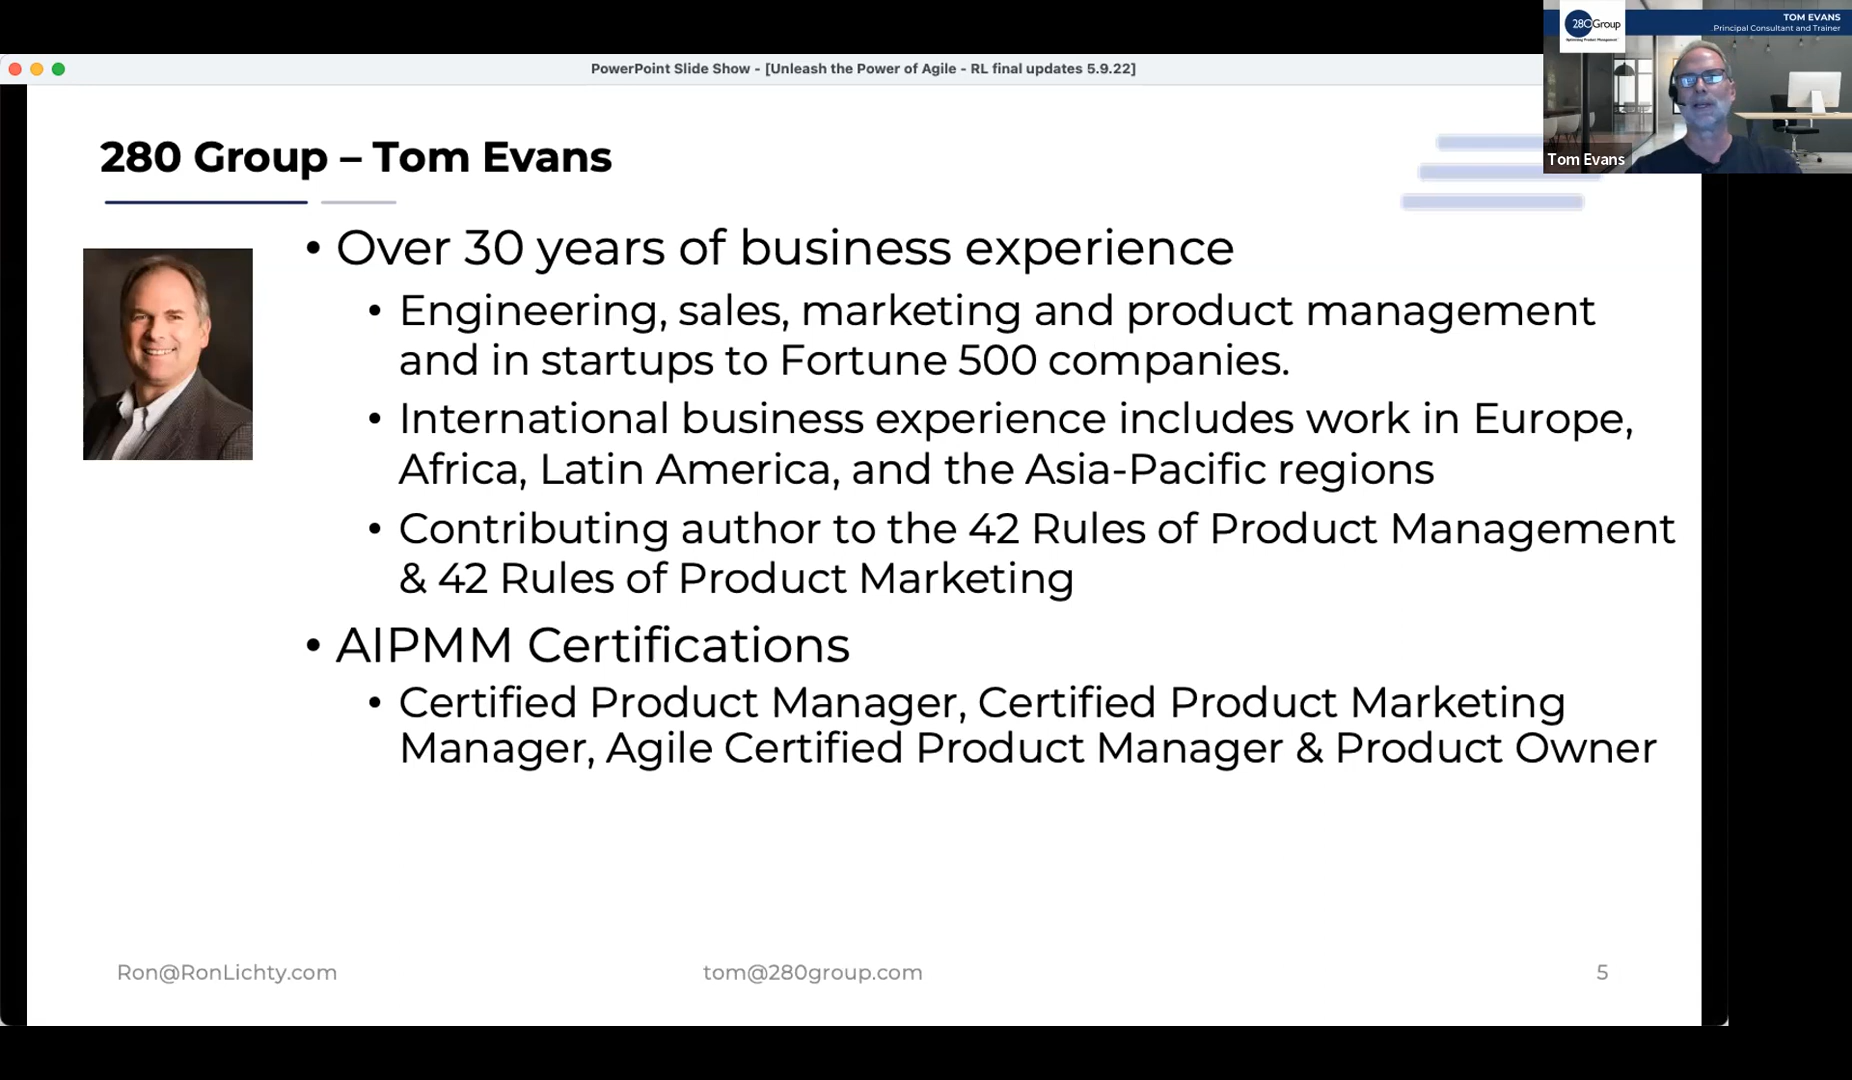 PowerPoint Slide Show - [Unleash the Power of Agile - RL final updates 5.9.22]
280Group
TOM EVANS
Principal Consultant and Trainer
Tom Evans
280 Group – Tom Evans
• Over 30 years of business experience
• Engineering, sales, marketing and product management
and in startups to Fortune 500 companies.
• International business experience includes work in Europe,
Africa, Latin America, and the Asia-Pacific regions
• Contributing author to the 42 Rules of Product Management
& 42 Rules of Product Marketing
• AIPMM Certifications
• Certified Product Manager, Certified Product Marketing
Manager, Agile Certified Product Manager & Product Owner
Ron@RonLichty.com
tom@280group.com
5